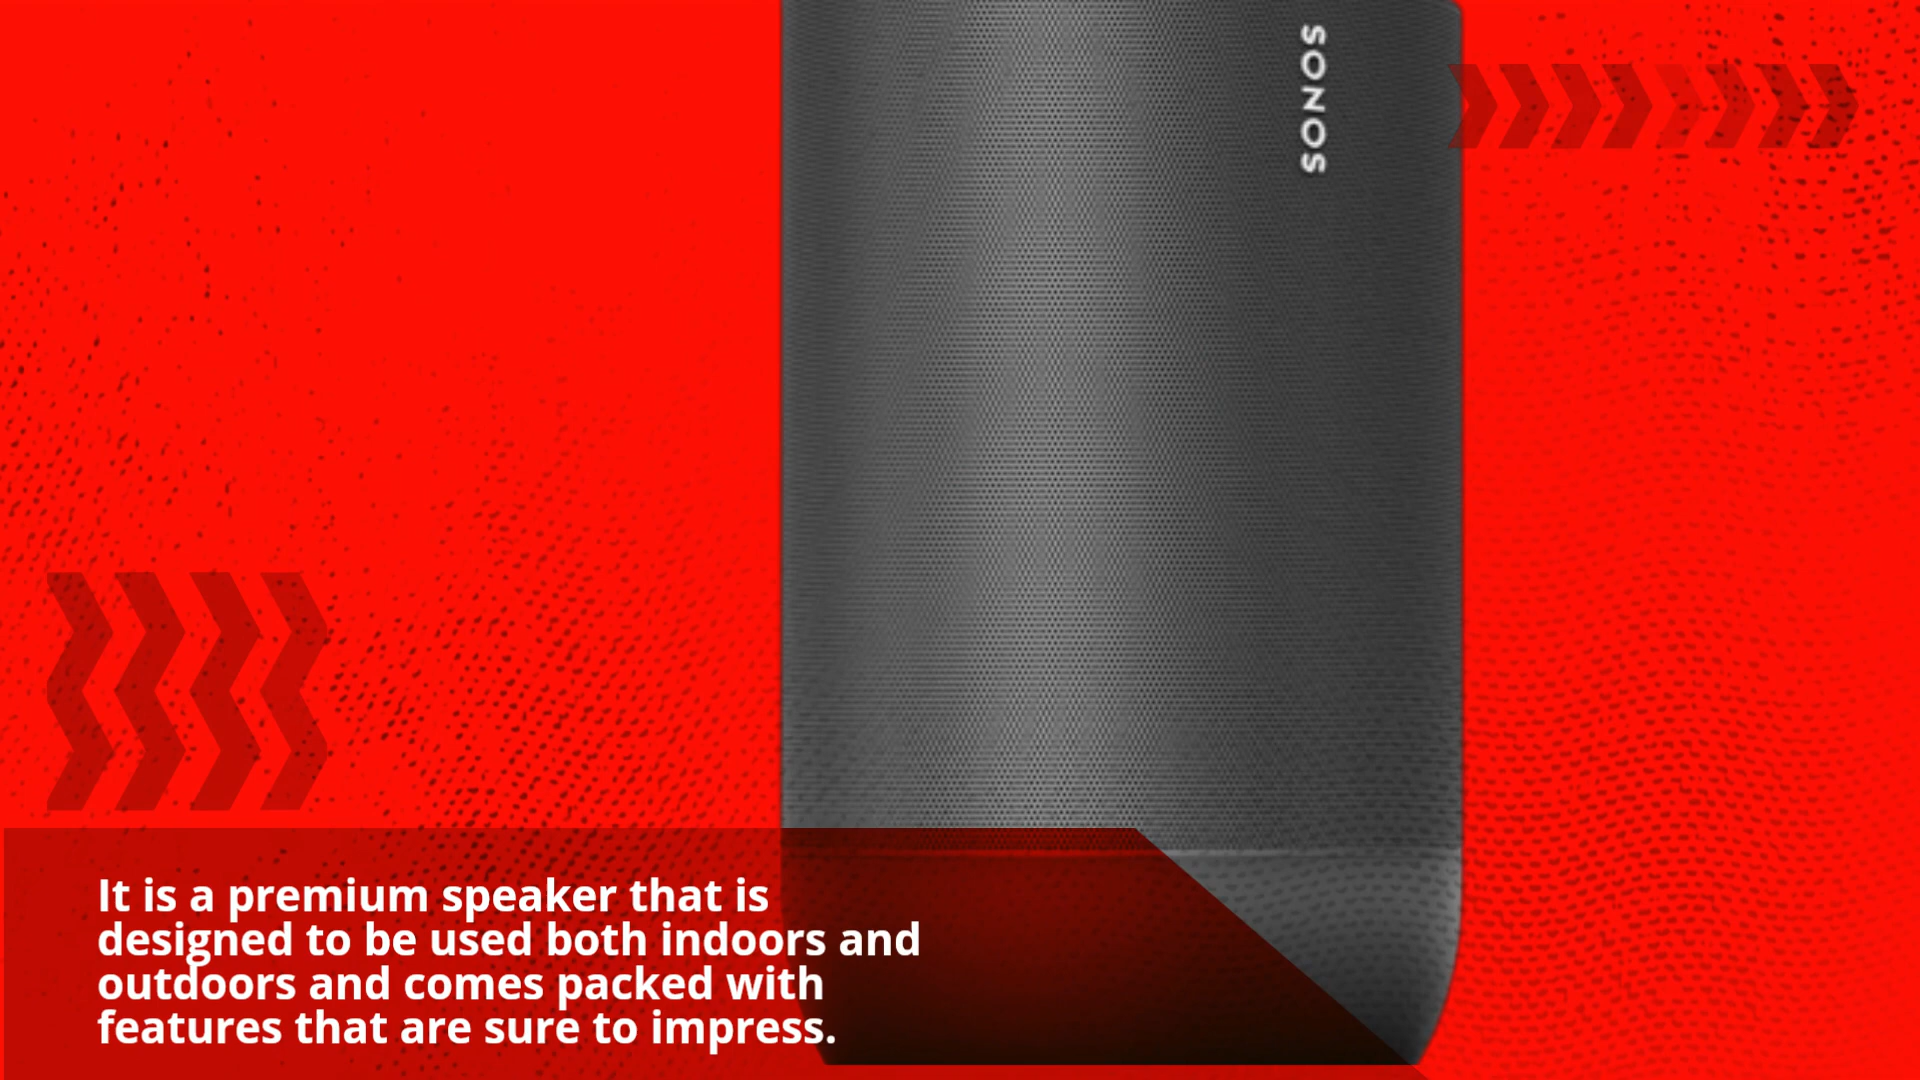 SONOS
It is a premium speaker that is
designed to be used both indoors and
outdoors and comes packed with
features that are sure to impress.